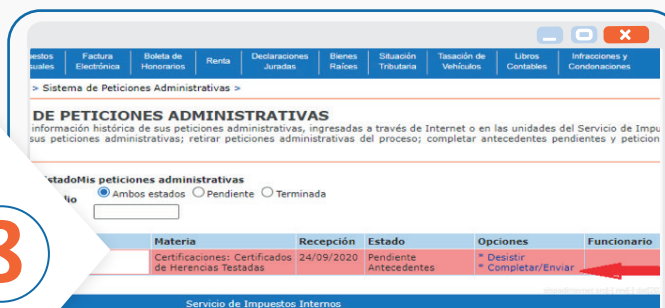 Factura Electrónica
Boleta de Honorarios
Renta
Declaraciones Juradas
Bienes Raíces
Situación Tributaria
Tasación de Vehículos
Libros Contables
Infracciones y Condonaciones
> Sistema de Peticiones Administrativas >
DE PETICIONES ADMINISTRATIVAS
información histórica de sus peticiones administrativas, ingresadas a través de Internet o en las unidades del Servicio de Impu
sus peticiones administrativas; retirar peticiones administrativas del proceso; completar antecedentes pendientes y peticion
Mis peticiones administrativas
Ambos estados Pendiente Terminada
3
Materia Recepción Estado Opciones Funcionario
Certificaciones: Certificados 24/09/2020 Pendiente * Desistir
de Herencias Testadas Antecedentes * Completar/Enviar
Servicio de Impuestos Internos